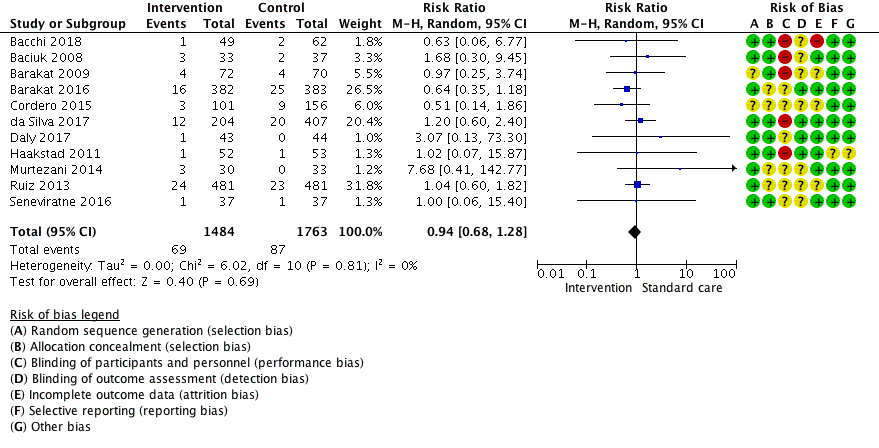 Intervention Control Risk Ratio Risk Ratio Risk of Bias
Study or Subgroup Events Total Events Total Weight M-H, Random, 95% CI M-H, Random, 95% CI A B C D E F G
Bacchi 2018 1 49 2 62 1.8% 0.63 [0.06, 6.77] + + - ? - + +
Baciuk 2008 3 33 2 37 3.3% 1.68 [0.30, 9.45] + + - + + + +
Barakat 2009 4 72 4 70 6.1% 0.97 [0.25, 3.74] ? + - ? ? + +
Barakat 2016 16 382 25 383 26.5% 0.64 [0.35, 1.18] + ? ? + + + +
Cordero 2015 3 101 9 156 6.0% 0.51 [0.14, 1.86] ? ? ? ? ? ? ?
da Silva 2017 12 204 20 407 20.4% 1.20 [0.60, 2.40] + + - + + + +
Daly 2017 1 43 0 44 1.0% 3.07 [0.13, 73.30] + + ? + + + +
Haakstad 2011 1 52 1 53 1.3% 1.02 [0.07, 15.87] + + - + + ? ?
Murtezani 2014 3 30 0 33 1.2% 7.68 [0.41, 142.77] + ? ? ? + + +
Ruiz 2013 24 481 23 481 31.8% 1.04 [0.60, 1.82] + ? ? ? ? + +
Seneviratne 2016 1 37 1 37 1.3% 1.00 [0.06, 15.40] + + ? ? + + +
Total (95% CI) 1484 1763 100.0% 0.94 [0.68, 1.28]
Total events 69 87
Heterogeneity: Tau² = 0.00; Chi² = 6.02, df = 10 (P = 0.81); I² = 0%
Test for overall effect: Z = 0.40 (P = 0.69)
0.01 0.1 1 10 100
Intervention Standard care
Risk of bias legend
(A) Random sequence generation (selection bias)
(B) Allocation concealment (selection bias)
(C) Blinding of participants and personnel (performance bias)
(D) Blinding of outcome assessment (detection bias)
(E) Incomplete outcome data (attrition bias)
(F) Selective reporting (reporting bias)
(G) Other bias